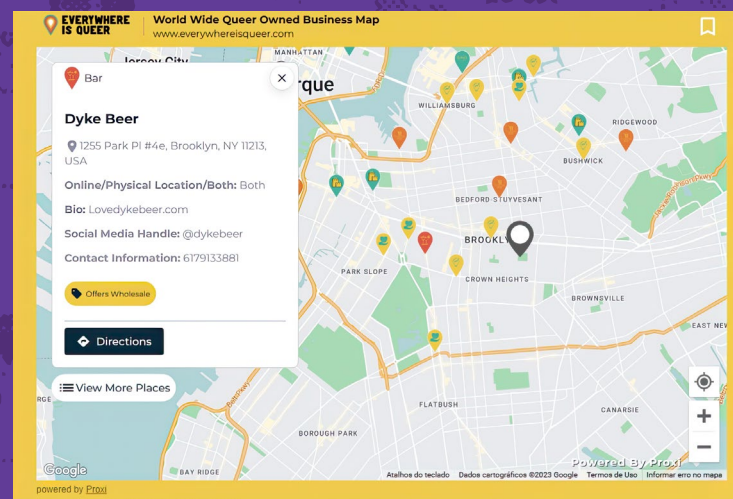 EVERYWHERE
IS QUEER
World Wide Queer Owned Business Map
www.everywhereisqueer.com
Bar
Dyke Beer
1255 Park Pl #4e, Brooklyn, NY 11213,
USA
Online/Physical Location/Both: Both
Bio: Lovedykebeer.com
Social Media Handle: @dykebeer
Contact Information: 6179133881
Offers Wholesale
Directions
View More Places
Jersey City
MANHATTAN
rque
WILLIAMSBURG
RIDGEWOOD
BUSHWICK
BEDFORD-STUYVESANT
BROOKLY
PARK SLOPE
CROWN HEIGHTS
BROWNSVILLE
EAST NEW
FLATBUSH
CANARSIE
BOROUGH PARK
BAY RIDGE
Google
Powered By Proxi
Atalhos do teclado
Dados cartográficos ©2023 Google
Termos de Uso
Informar erro no mapa
powered by Proxi